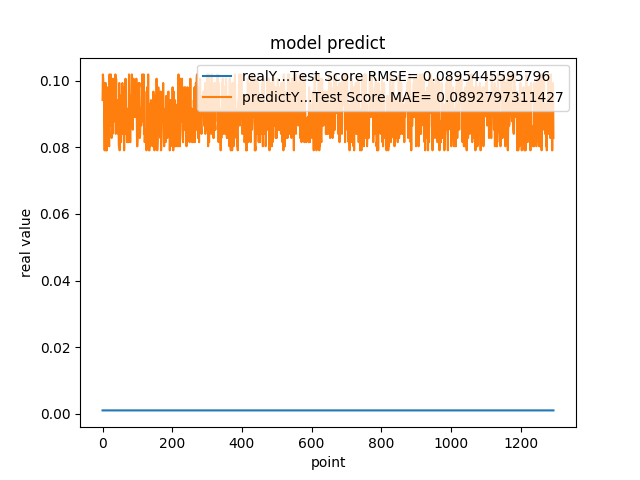 model predict
realY...Test Score RMSE= 0.0895445595796
predictY...Test Score MAE= 0.0892797311427
0.10
0.08
0.06
0.04
0.02
0.00
real value
0 200 400 600 800 1000 1200
point